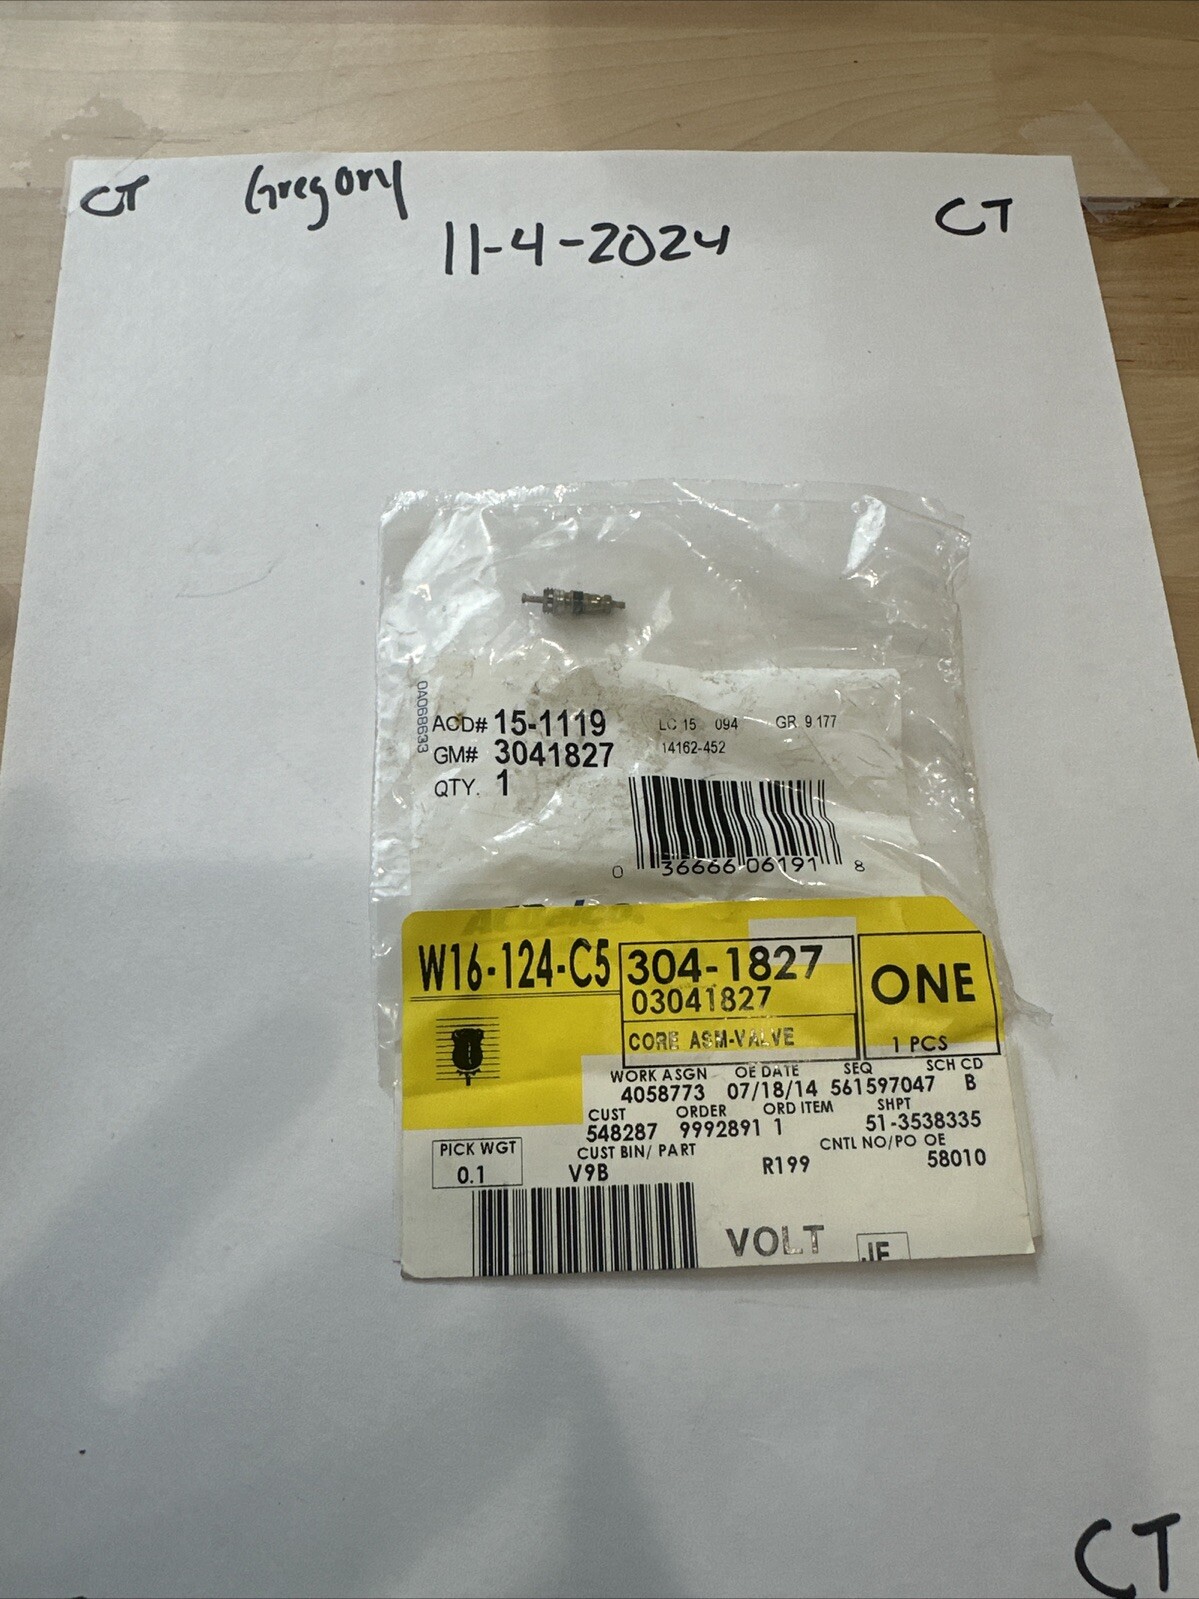 CT Gregory CT
11-4-2024
0A068633
ACD# 15-1119 LC 15 094 GR. 9 177
GM# 3041827 14162-452
QTY. 1
0 36666 06191 8
ACDelco
W16-124-C5 304-1827 ONE
03041827
CORE ASM-VALVE 1 PCS
WORK ASGN OE DATE SEQ SCH CD
4058773 07/18/14 561597047 B
CUST ORDER ORD ITEM SHPT
548287 9992891 1 51-3538335
PICK WGT CUST BIN/ PART CNTL NO/PO OE
0.1 V9B R199 58010
VOLT JE
CT